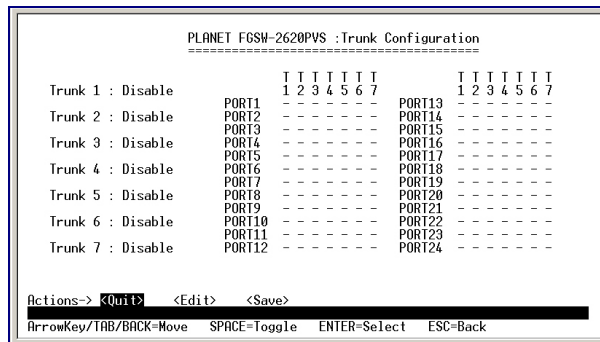 PLANET FGSW-2620PVS :Trunk Configuration
=========================================
T T T T T T T T T T T T T T
Trunk 1 : Disable 1 2 3 4 5 6 7 1 2 3 4 5 6 7
PORT1 - - - - - - - PORT13 - - - - - - -
Trunk 2 : Disable PORT2 - - - - - - - PORT14 - - - - - - -
PORT3 - - - - - - - PORT15 - - - - - - -
Trunk 3 : Disable PORT4 - - - - - - - PORT16 - - - - - - -
PORT5 - - - - - - - PORT17 - - - - - - -
Trunk 4 : Disable PORT6 - - - - - - - PORT18 - - - - - - -
PORT7 - - - - - - - PORT19 - - - - - - -
Trunk 5 : Disable PORT8 - - - - - - - PORT20 - - - - - - -
PORT9 - - - - - - - PORT21 - - - - - - -
Trunk 6 : Disable PORT10 - - - - - - - PORT22 - - - - - - -
PORT11 - - - - - - - PORT23 - - - - - - -
Trunk 7 : Disable PORT12 - - - - - - - PORT24 - - - - - - -
Actions-> <Quit> <Edit> <Save>
ArrowKey/TAB/BACK=Move SPACE=Toggle ENTER=Select ESC=Back